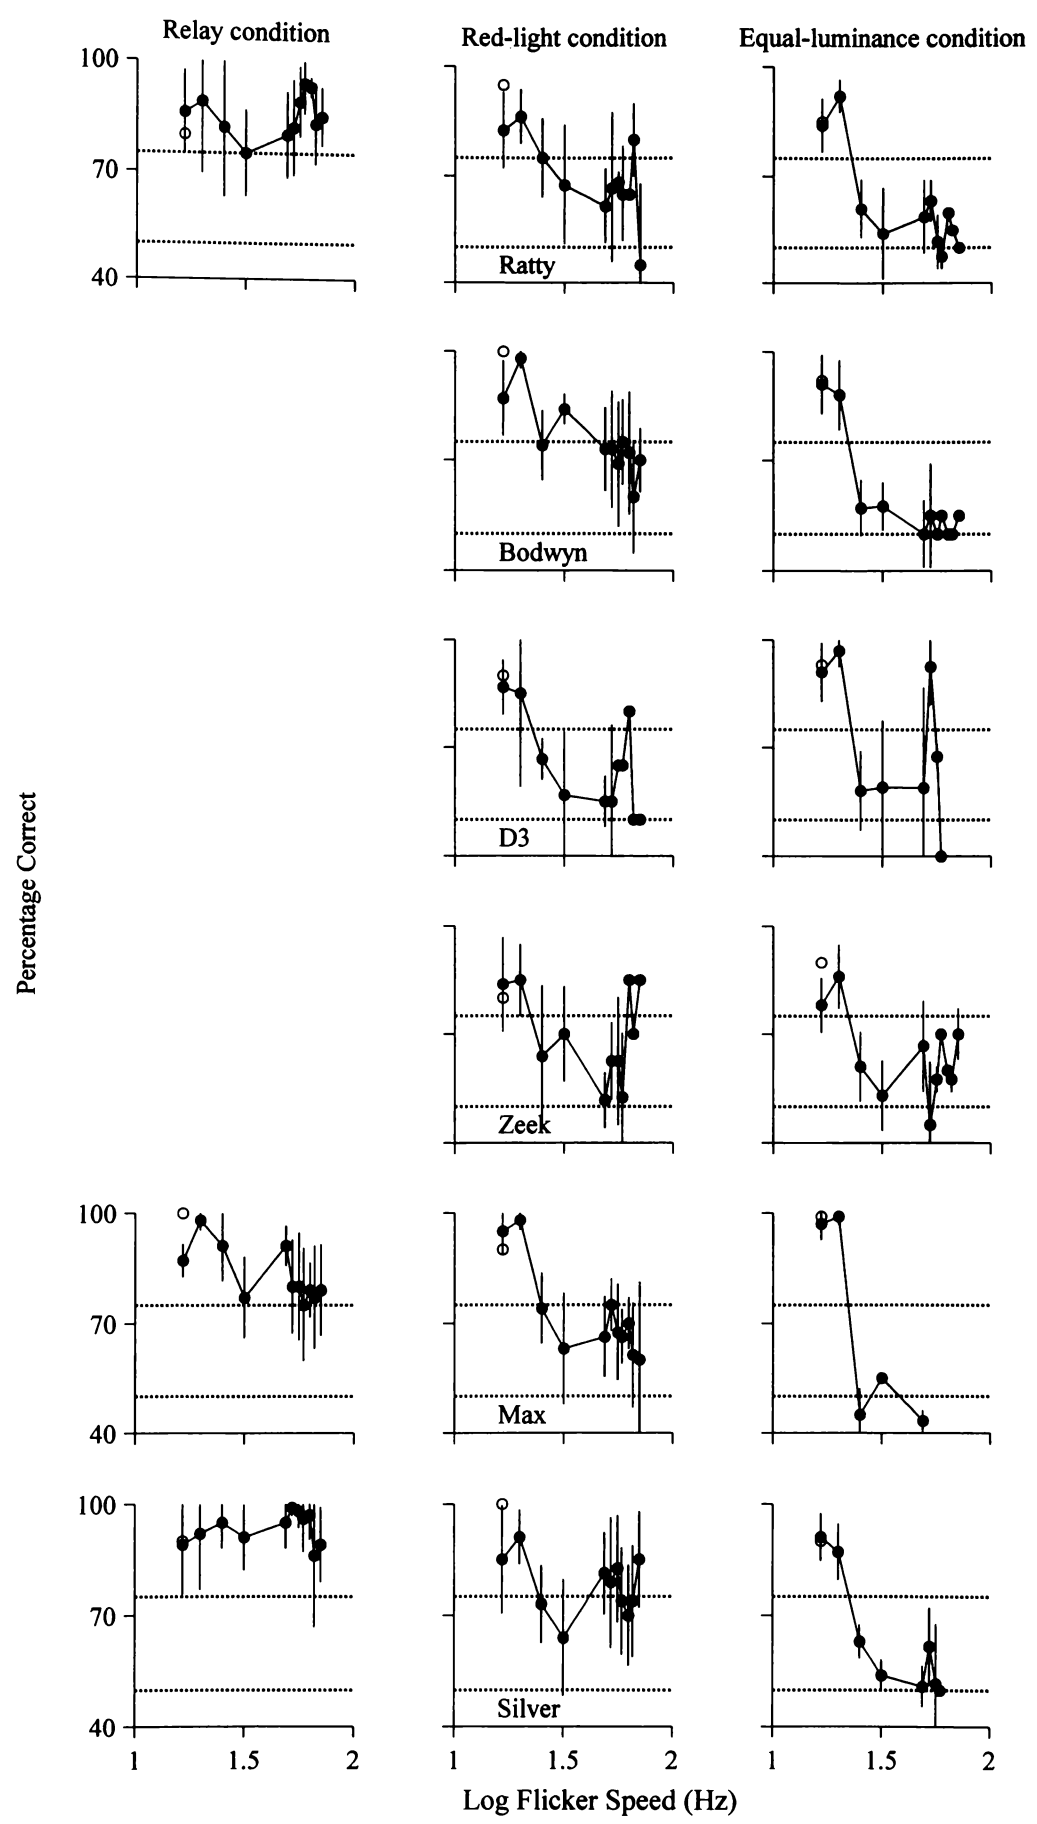 Relay condition
Red-light condition
Equal-luminance condition
100
70
40
Ratty
Bodwyn
D3
Percentage Correct
Zeek
100
70
40
Max
100
70
40
Silver
1 1.5 2
1 1.5 2
1 1.5 2
Log Flicker Speed (Hz)